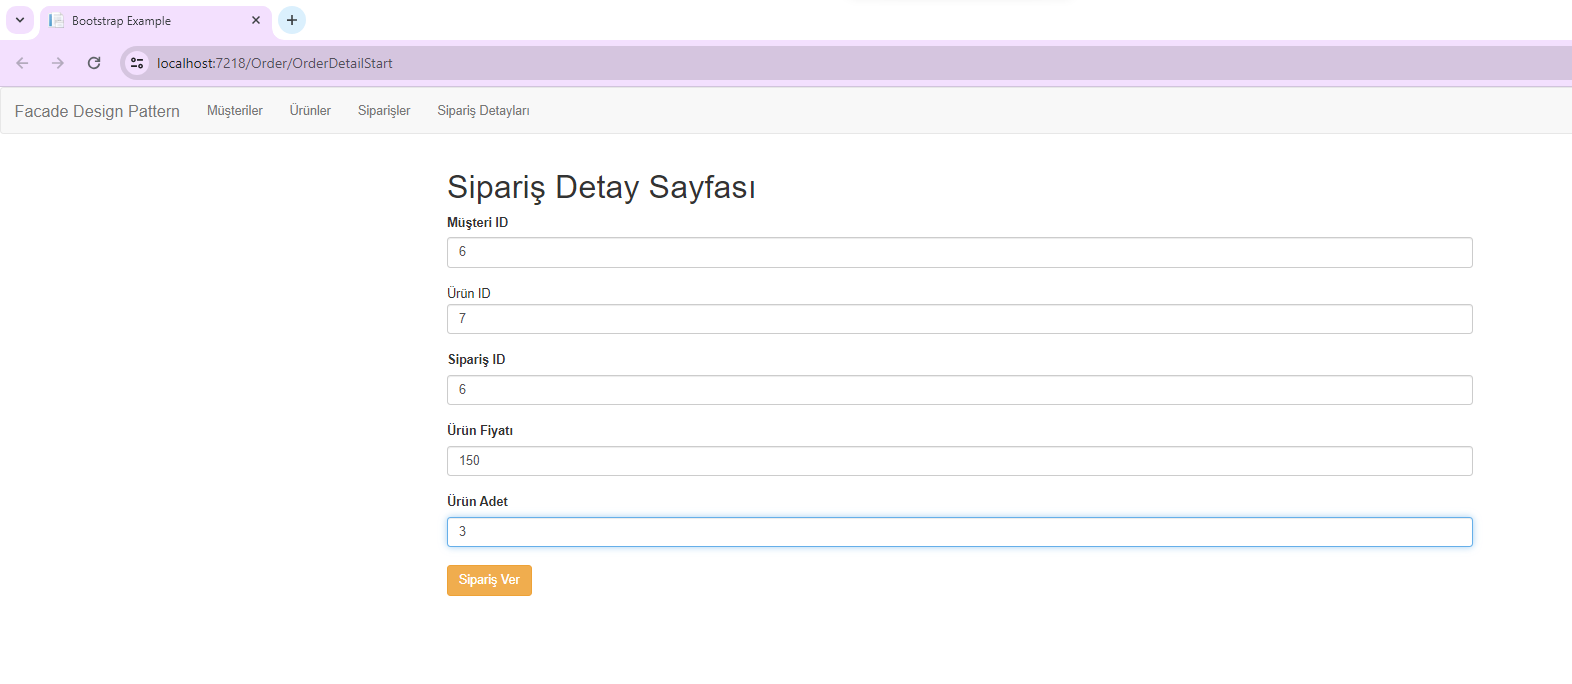 Bootstrap Example
localhost:7218/Order/OrderDetailStart
Facade Design Pattern Müşteriler Ürünler Siparişler Sipariş Detayları
Sipariş Detay Sayfası
Müşteri ID
6
Ürün ID
7
Sipariş ID
6
Ürün Fiyatı
150
Ürün Adet
3
Sipariş Ver